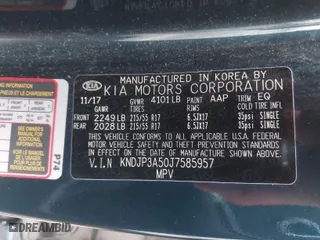 MANUFACTURED IN KOREA BY
KIA KIA MOTORS CORPORATION
11/17 GVWR 4101LB PAINT AAP TRIM EQ
GAWR TIRES RIMS COLD TIRE INFL
FRONT 2249LB 215/55 R17 6.5JX17 35psi SINGLE
REAR 2028LB 215/55 R17 6.5JX17 35psi SINGLE
THIS VEHICLE CONFORMS TO ALL APPLICABLE U.S.A. FEDERAL
MOTOR VEHICLE SAFETY, BUMPER, AND THEFT PREVENTION
STANDARDS IN EFFECT ON THE DATE OF MANUFACTURE
SHOWN ABOVE.
V.I.N KNDJP3A50J7585957
MPV
P74